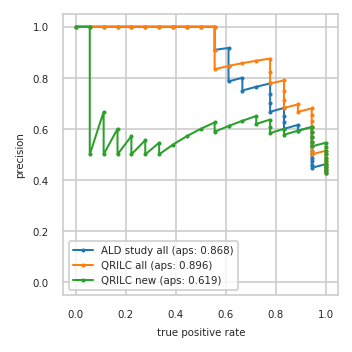 1.0
0.8
0.6
0.4
0.2
0.0
precision
ALD study all (aps: 0.868)
QRILC all (aps: 0.896)
QRILC new (aps: 0.619)
0.0 0.2 0.4 0.6 0.8 1.0
true positive rate